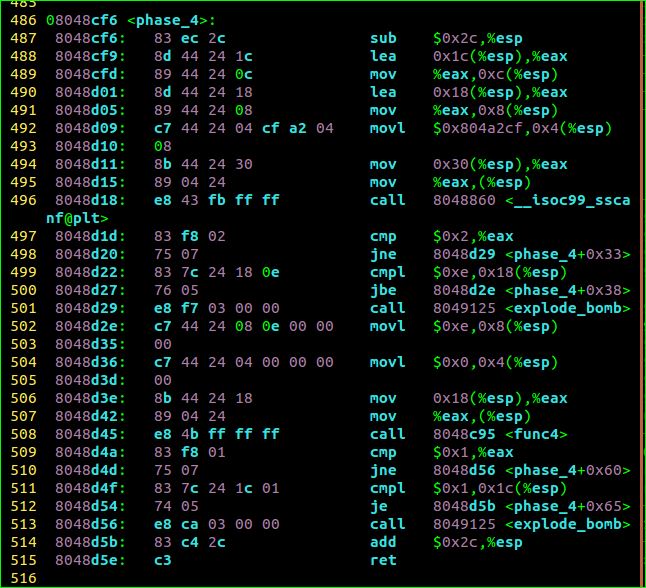 486 08048cf6 <phase_4>:
487 8048cf6: 83 ec 2c sub $0x2c,%esp
488 8048cf9: 8d 44 24 1c lea 0x1c(%esp),%eax
489 8048cfd: 89 44 24 0c mov %eax,0xc(%esp)
490 8048d01: 8d 44 24 18 lea 0x18(%esp),%eax
491 8048d05: 89 44 24 08 mov %eax,0x8(%esp)
492 8048d09: c7 44 24 04 cf a2 04 movl $0x804a2cf,0x4(%esp)
493 8048d10: 08
494 8048d11: 8b 44 24 30 mov 0x30(%esp),%eax
495 8048d15: 89 04 24 mov %eax,(%esp)
496 8048d18: e8 43 fb ff ff call 8048860 <__isoc99_ssca
nf@plt>
497 8048d1d: 83 f8 02 cmp $0x2,%eax
498 8048d20: 75 07 jne 8048d29 <phase_4+0x33>
499 8048d22: 83 7c 24 18 0e cmpl $0xe,0x18(%esp)
500 8048d27: 76 05 jbe 8048d2e <phase_4+0x38>
501 8048d29: e8 f7 03 00 00 call 8049125 <explode_bomb>
502 8048d2e: c7 44 24 08 0e 00 00 movl $0xe,0x8(%esp)
503 8048d35: 00
504 8048d36: c7 44 24 04 00 00 00 movl $0x0,0x4(%esp)
505 8048d3d: 00
506 8048d3e: 8b 44 24 18 mov 0x18(%esp),%eax
507 8048d42: 89 04 24 mov %eax,(%esp)
508 8048d45: e8 4b ff ff ff call 8048c95 <func4>
509 8048d4a: 83 f8 01 cmp $0x1,%eax
510 8048d4d: 75 07 jne 8048d56 <phase_4+0x60>
511 8048d4f: 83 7c 24 1c 01 cmpl $0x1,0x1c(%esp)
512 8048d54: 74 05 je 8048d5b <phase_4+0x65>
513 8048d56: e8 ca 03 00 00 call 8049125 <explode_bomb>
514 8048d5b: 83 c4 2c add $0x2c,%esp
515 8048d5e: c3 ret
516